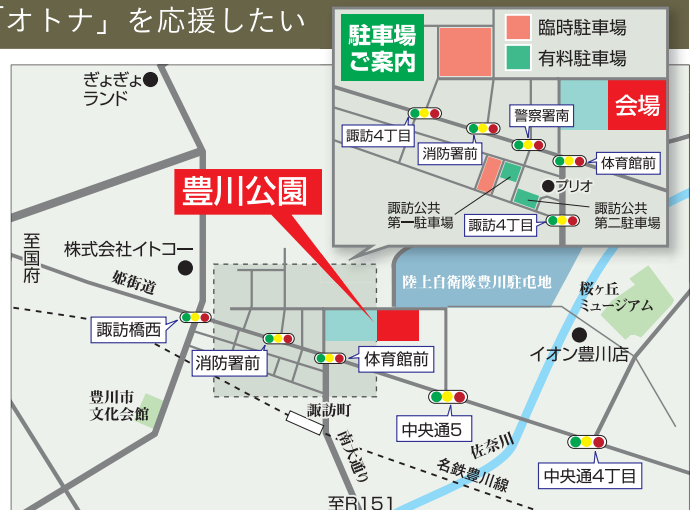 「オトナ」を応援したい
駐車場
ご案内
臨時駐車場
有料駐車場
会場
警察署南
諏訪4丁目
消防署前
体育館前
プリオ
諏訪公共
第一駐車場
諏訪公共
第二駐車場
諏訪4丁目
ぎょぎょ
ランド
豊川公園
至国府
株式会社イトコー
姫街道
陸上自衛隊豊川駐屯地
桜ヶ丘
ミュージアム
諏訪橋西
消防署前
体育館前
イオン豊川店
豊川市
文化会館
諏訪町
中央通5
佐奈川
南大通り
名鉄豊川線
中央通4丁目
至R151